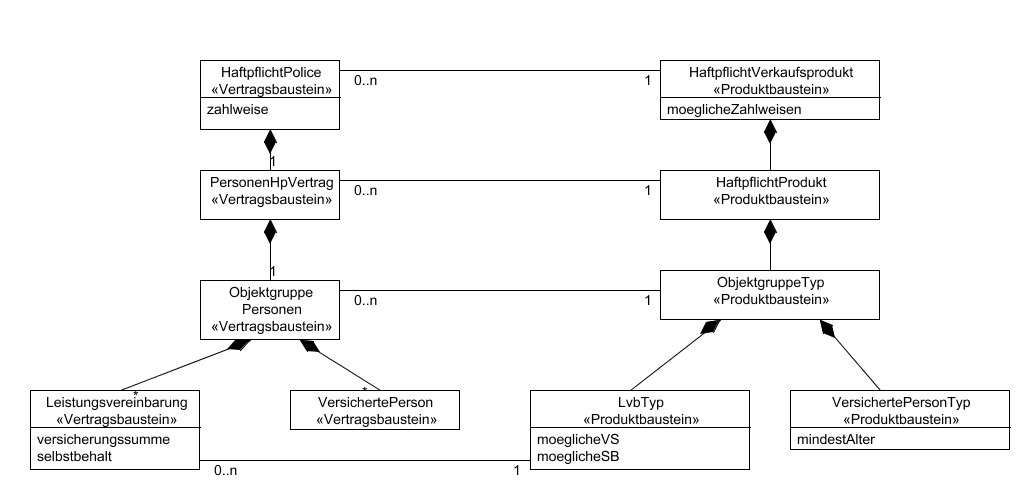 HaftpflichtPolice
«Vertragsbaustein»
zahlweise
0..n
1
HaftpflichtVerkaufsprodukt
«Produktbaustein»
moeglicheZahlweisen
1
PersonenHpVertrag
«Vertragsbaustein»
0..n
1
HaftpflichtProdukt
«Produktbaustein»
1
Objektgruppe
Personen
«Vertragsbaustein»
0..n
1
ObjektgruppeTyp
«Produktbaustein»
*
Leistungsvereinbarung
«Vertragsbaustein»
versicherungssumme
selbstbehalt
*
VersichertePerson
«Vertragsbaustein»
LvbTyp
«Produktbaustein»
moeglicheVS
moeglicheSB
VersichertePersonTyp
«Produktbaustein»
mindestAlter
0..n
1